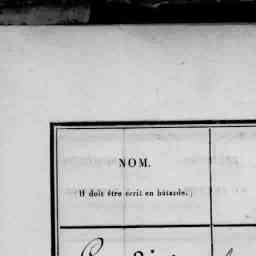 NOM.
Il doit être écrit en bâtarde.